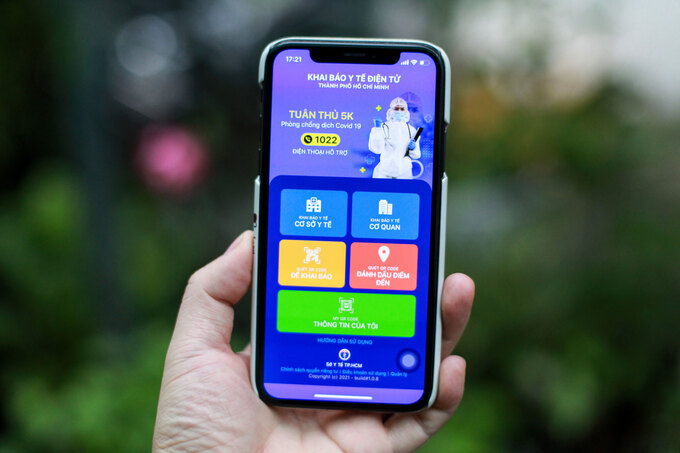 17:21
KHAI BÁO Y TẾ ĐIỆN TỬ
THÀNH PHỐ HỒ CHÍ MINH
TUÂN THỦ 5K
Phòng chống dịch Covid 19
1022
ĐIỆN THOẠI HỖ TRỢ
KHAI BÁO Y TẾ
CƠ SỞ Y TẾ
KHAI BÁO Y TẾ
CƠ QUAN
QUÉT QR CODE
ĐỂ KHAI BÁO
QUÉT QR CODE
ĐÁNH DẤU ĐIỂM
ĐẾN
MY QR CODE
THÔNG TIN CỦA TÔI
HƯỚNG DẪN SỬ DỤNG
SỞ Y TẾ TP.HCM
Chính sách quyền riêng tư | Điều khoản sử dụng | Quản lý
Copyright (c) 2021 - build#1.0.8